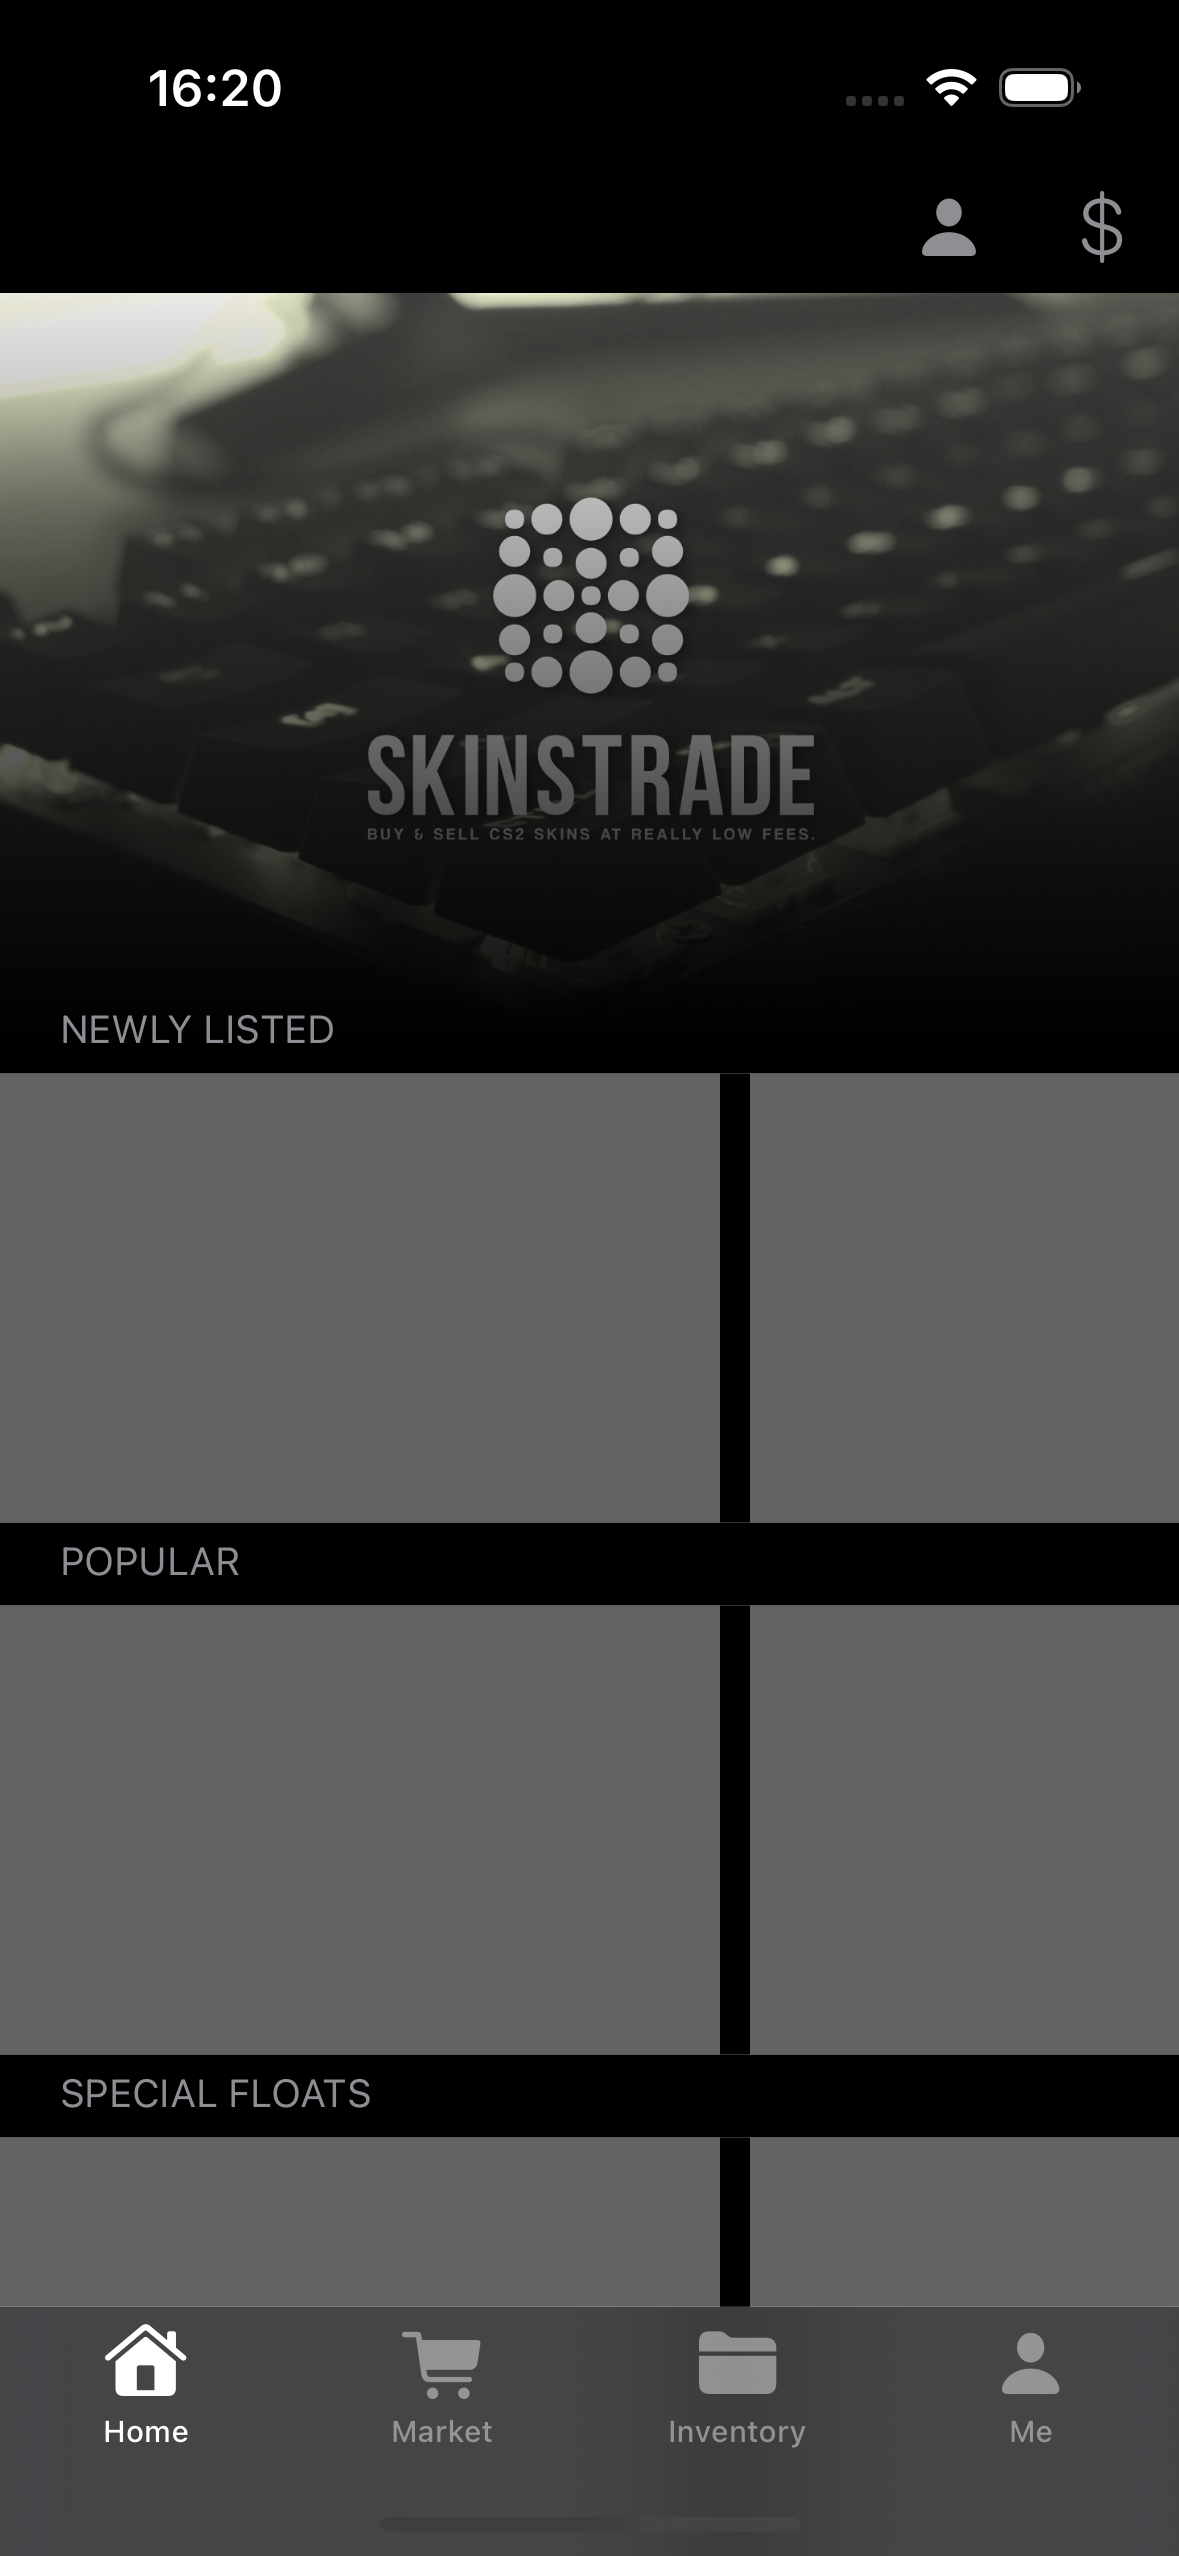 16:20
SKINSTRADE
BUY & SELL CS2 SKINS AT REALLY LOW FEES.
NEWLY LISTED
POPULAR
SPECIAL FLOATS
Home
Market
Inventory
Me